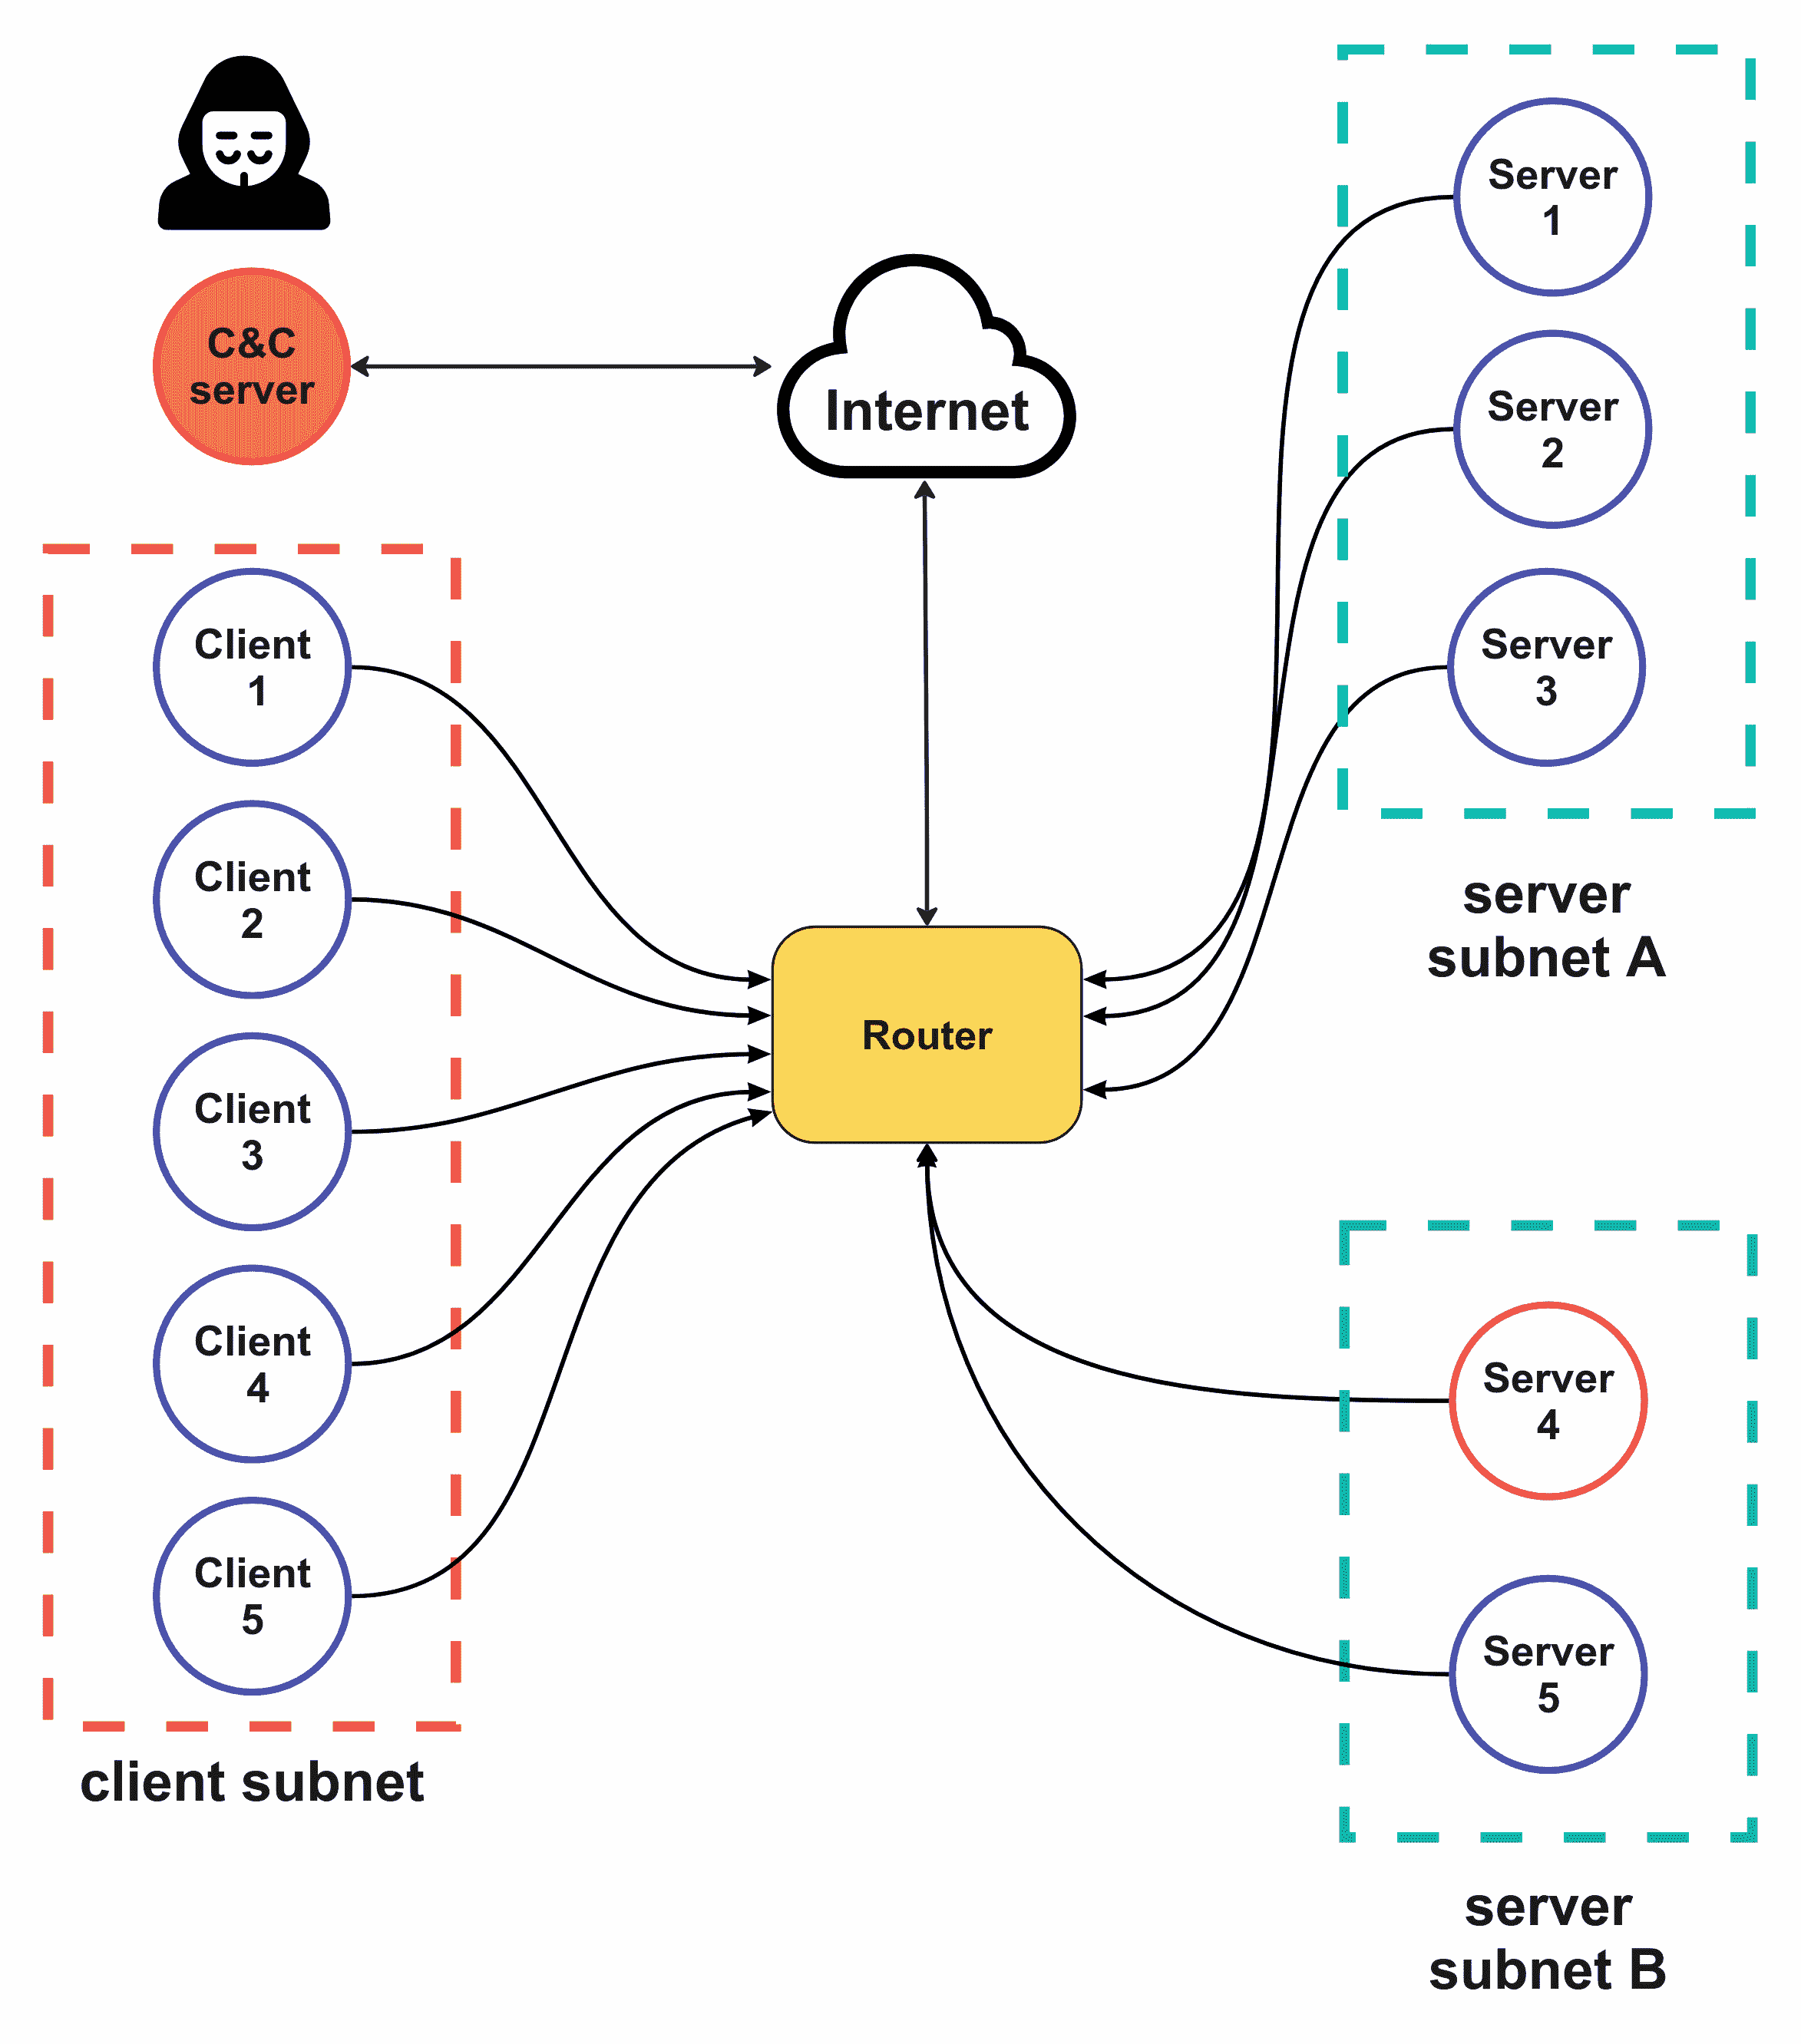 C&C
server
Internet
Server
1
Server
2
Server
3
server
subnet A
Client
1
Client
2
Client
3
Client
4
Client
5
client subnet
Router
Server
4
Server
5
server
subnet B